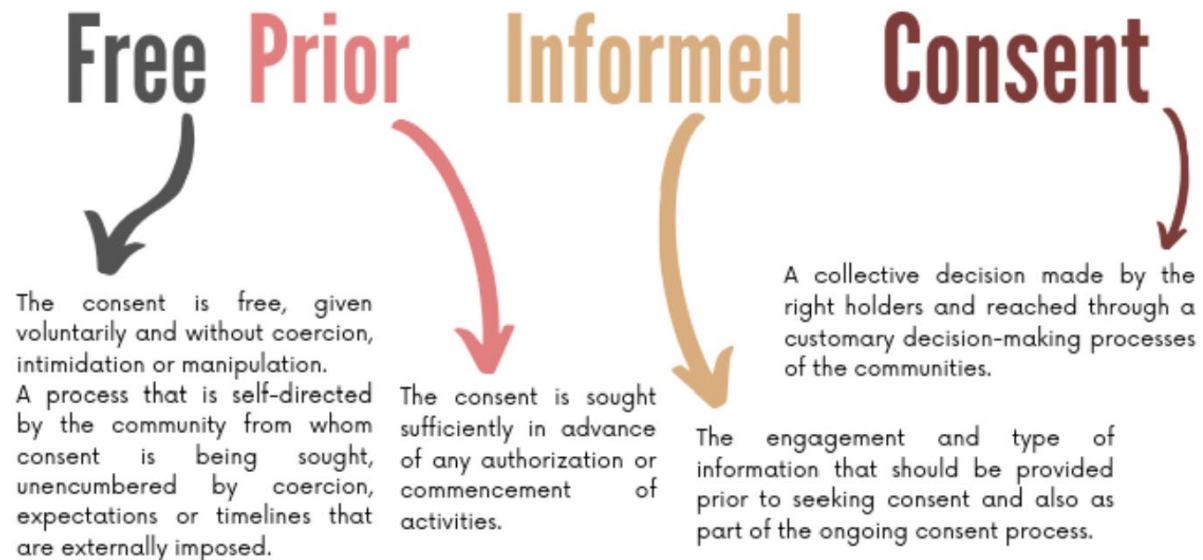 Free Prior Informed Consent
The consent is free, given
voluntarily and without coercion,
intimidation or manipulation.
A process that is self-directed
by the community from whom
consent is being sought,
unencumbered by coercion,
expectations or timelines that
are externally imposed.
The consent is sought
sufficiently in advance
of any authorization or
commencement of
activities.
The engagement and type of
information that should be provided
prior to seeking consent and also as
part of the ongoing consent process.
A collective decision made by the
right holders and reached through a
customary decision-making processes
of the communities.